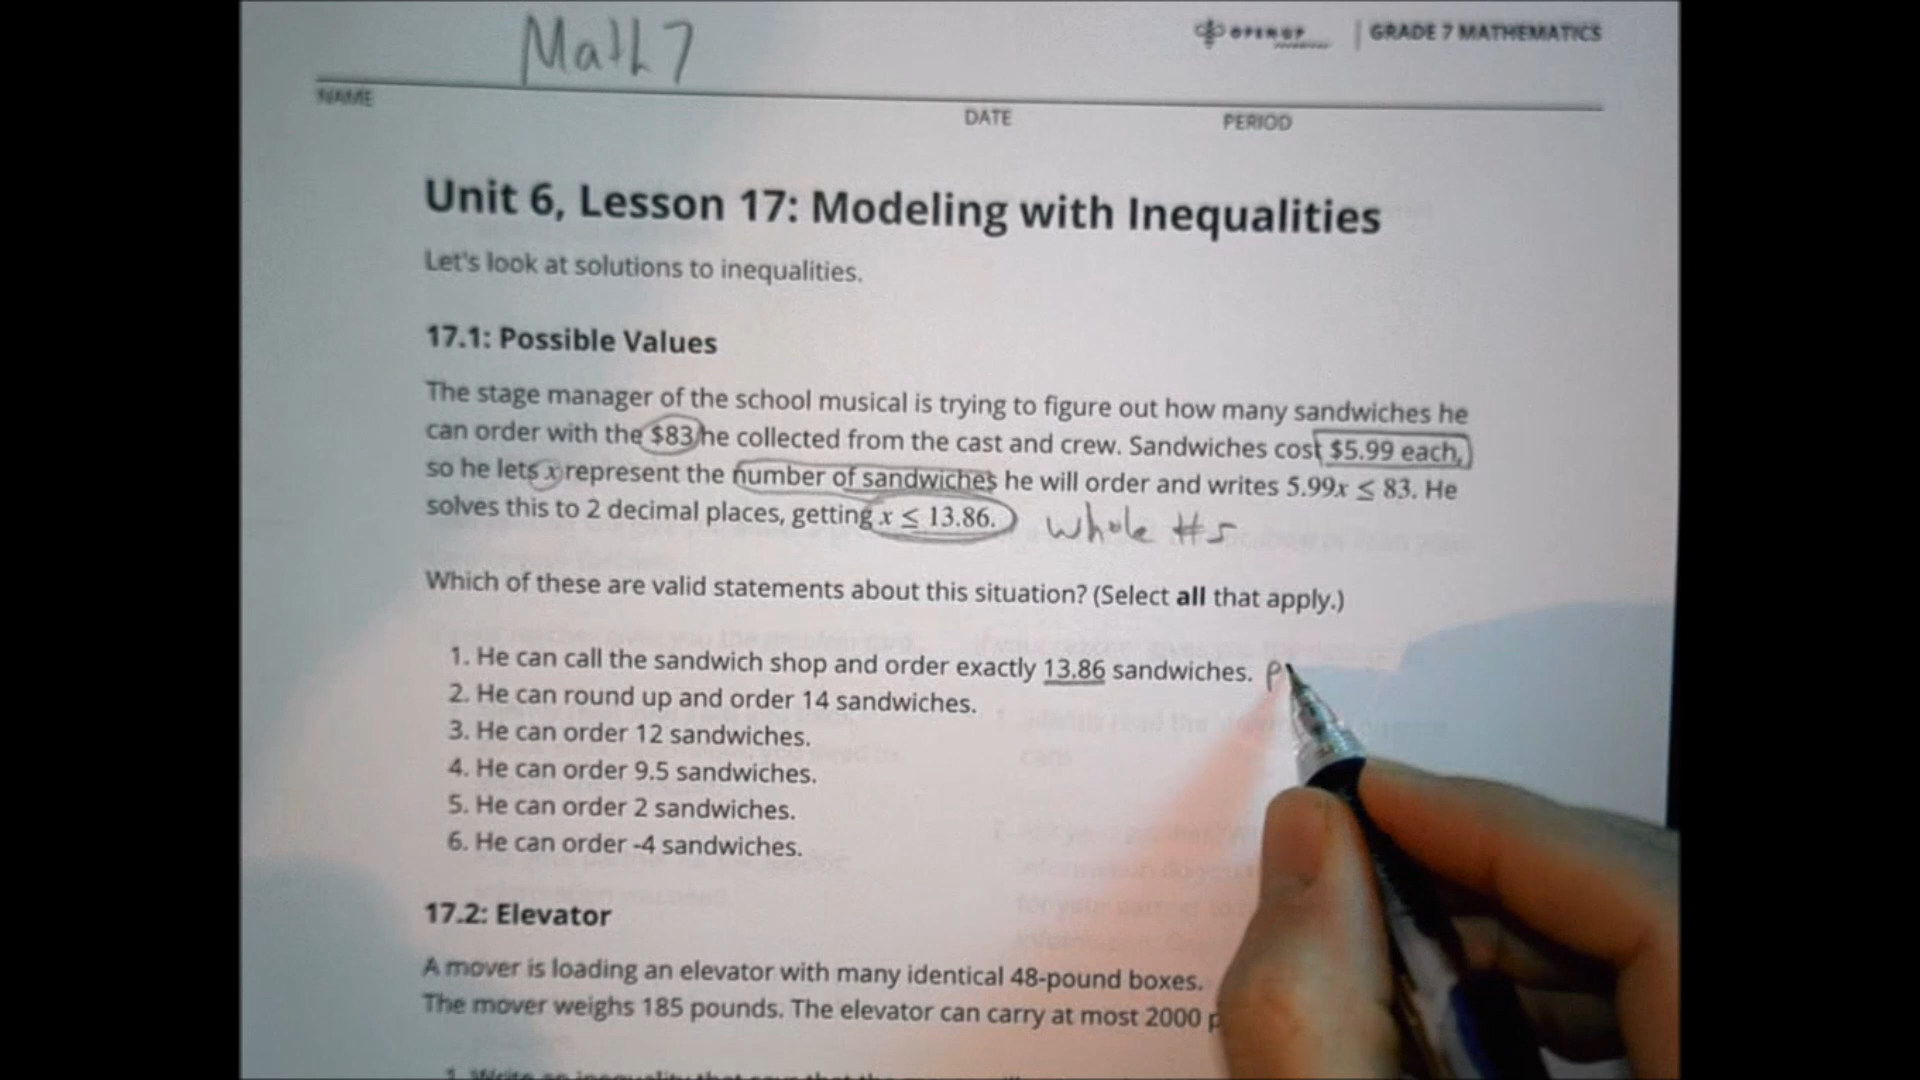 Math 7
OPENUP | GRADE 7 MATHEMATICS
NAME
DATE
PERIOD
Unit 6, Lesson 17: Modeling with Inequalities
Let's look at solutions to inequalities.
17.1: Possible Values
The stage manager of the school musical is trying to figure out how many sandwiches he
can order with the $83 he collected from the cast and crew. Sandwiches cost $5.99 each,
so he lets x represent the number of sandwiches he will order and writes 5.99x ≤ 83. He
solves this to 2 decimal places, getting x ≤ 13.86. whole #s
Which of these are valid statements about this situation? (Select all that apply.)
1. He can call the sandwich shop and order exactly 13.86 sandwiches.
2. He can round up and order 14 sandwiches.
3. He can order 12 sandwiches.
4. He can order 9.5 sandwiches.
5. He can order 2 sandwiches.
6. He can order -4 sandwiches.
17.2: Elevator
A mover is loading an elevator with many identical 48-pound boxes.
The mover weighs 185 pounds. The elevator can carry at most 2000 p